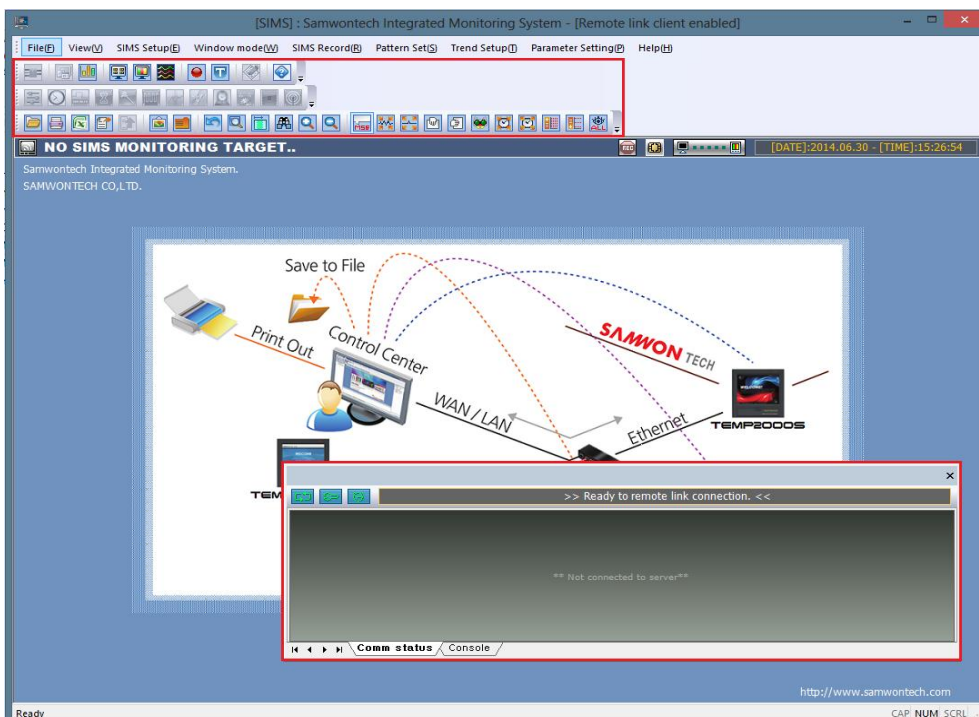 [SIMS] : Samwontech Integrated Monitoring System - [Remote link client enabled]
File(F) View(V) SIMS Setup(E) Window mode(W) SIMS Record(R) Pattern Set(S) Trend Setup(T) Parameter Setting(P) Help(H)
NO SIMS MONITORING TARGET.. REC [DATE]:2014.06.30 - [TIME]:15:26:54
Samwontech Integrated Monitoring System.
SAMWONTECH CO,LTD.
Save to File
Print Out
Control Center
SAMWON TECH
WAN / LAN
Ethernet
TEMP2000S
TEM
>> Ready to remote link connection. <<
** Not connected to server**
Comm status Console
http://www.samwontech.com
Ready CAP NUM SCRL